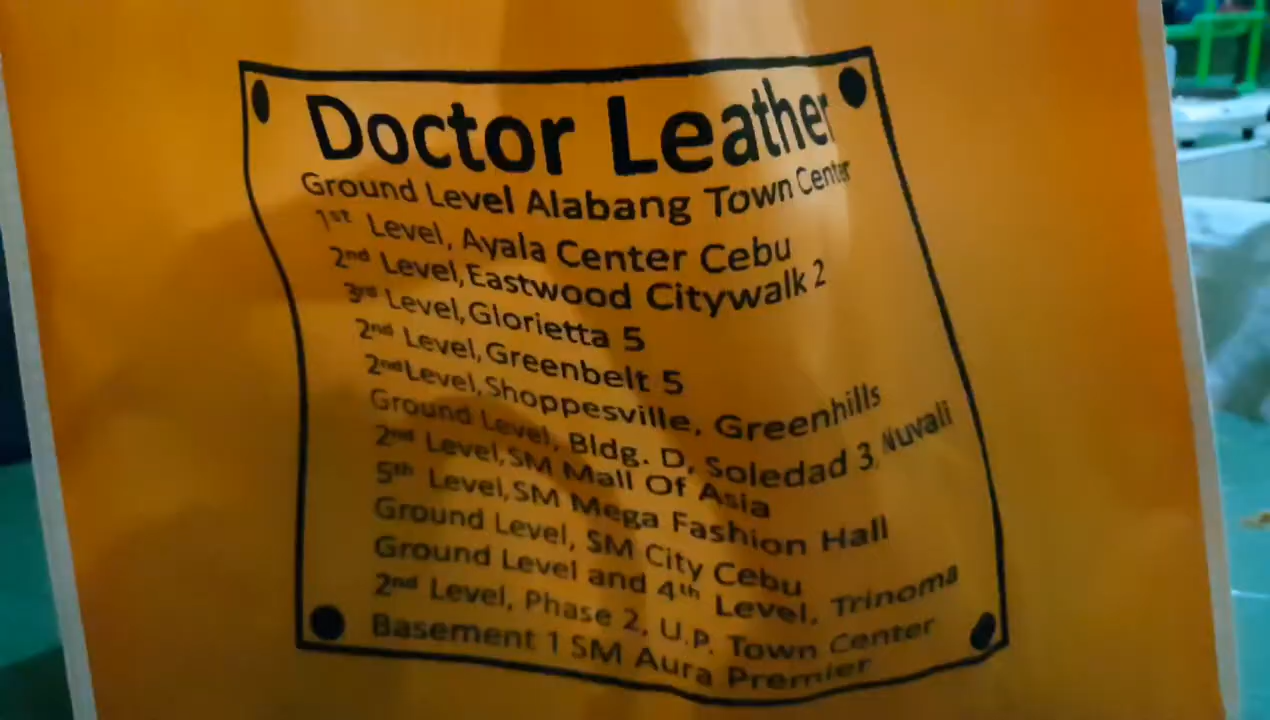 Doctor Leather
Ground Level Alabang Town Center
1st Level, Ayala Center Cebu
2nd Level, Eastwood Citywalk 2
3rd Level, Glorietta 5
2nd Level, Greenbelt 5
2nd Level, Shoppesville, Greenhills
Ground Level, Bldg. D, Soledad 3, Nuvali
2nd Level, SM Mall Of Asia
5th Level, SM Mega Fashion Hall
Ground Level, SM City Cebu
Ground Level and 4th Level, Trinoma
2nd Level, Phase 2, U.P. Town Center
Basement 1 SM Aura Premier